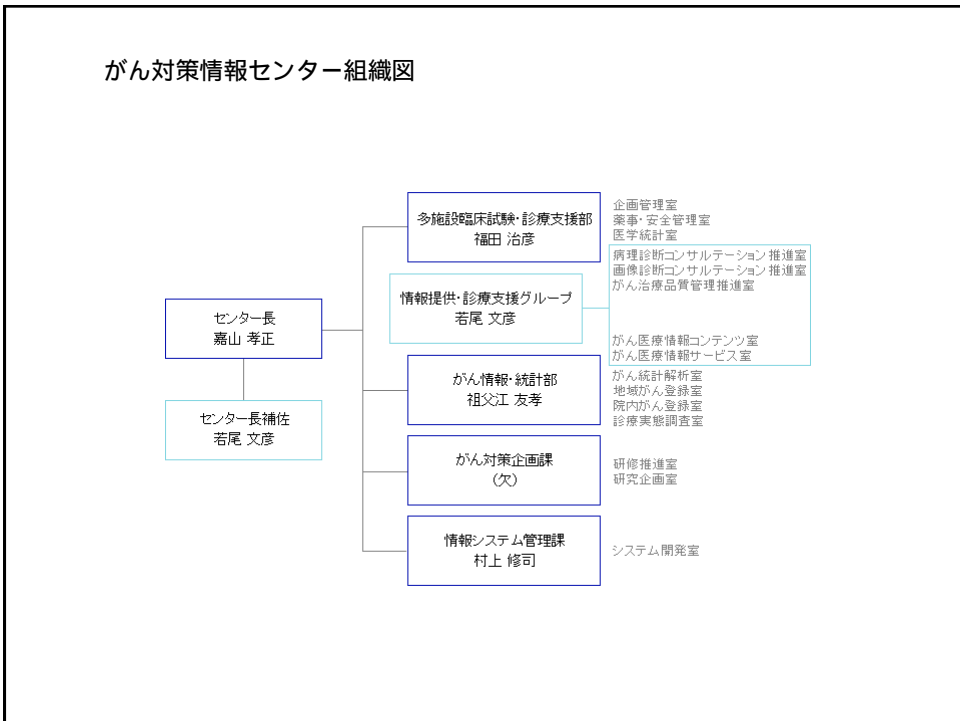 がん対策情報センター組織図
多施設臨床試験・診療支援部
福田 治彦
企画管理室
薬事・安全管理室
医学統計室
情報提供・診療支援グループ
若尾 文彦
病理診断コンサルテーション推進室
画像診断コンサルテーション推進室
がん治療品質管理推進室
がん医療情報コンテンツ室
がん医療情報サービス室
センター長
嘉山 孝正
センター長補佐
若尾 文彦
がん情報・統計部
祖父江 友孝
がん統計解析室
地域がん登録室
院内がん登録室
診療実態調査室
がん対策企画課
(欠)
研修推進室
研究企画室
情報システム管理課
村上 修司
システム開発室